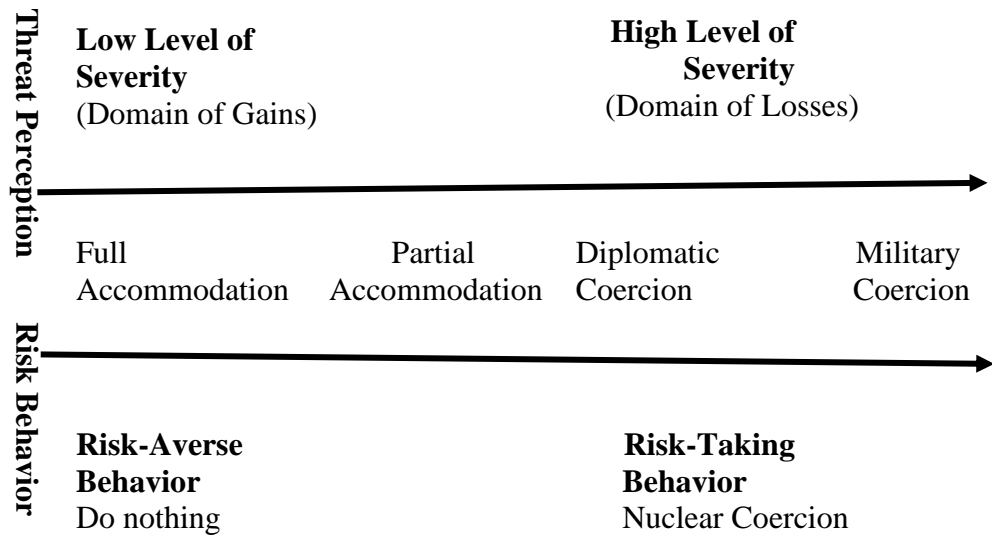 Threat Perception
Low Level of
Severity
(Domain of Gains)
High Level of
Severity
(Domain of Losses)
Full
Accommodation
Partial
Accommodation
Diplomatic
Coercion
Military
Coercion
Risk Behavior
Risk-Averse
Behavior
Do nothing
Risk-Taking
Behavior
Nuclear Coercion